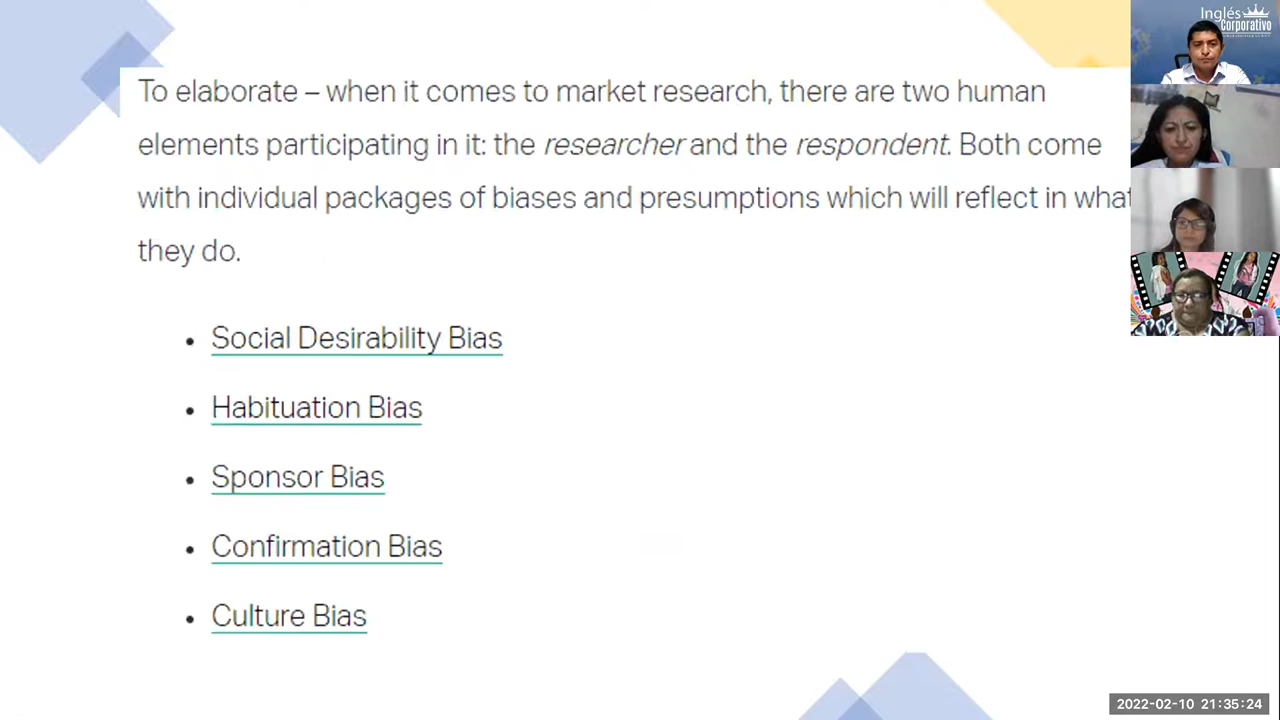 Inglés
Corporativo
To elaborate – when it comes to market research, there are two human
elements participating in it: the researcher and the respondent. Both come
with individual packages of biases and presumptions which will reflect in what
they do.
• Social Desirability Bias
• Habituation Bias
• Sponsor Bias
• Confirmation Bias
• Culture Bias
2022-02-10 21:35:24